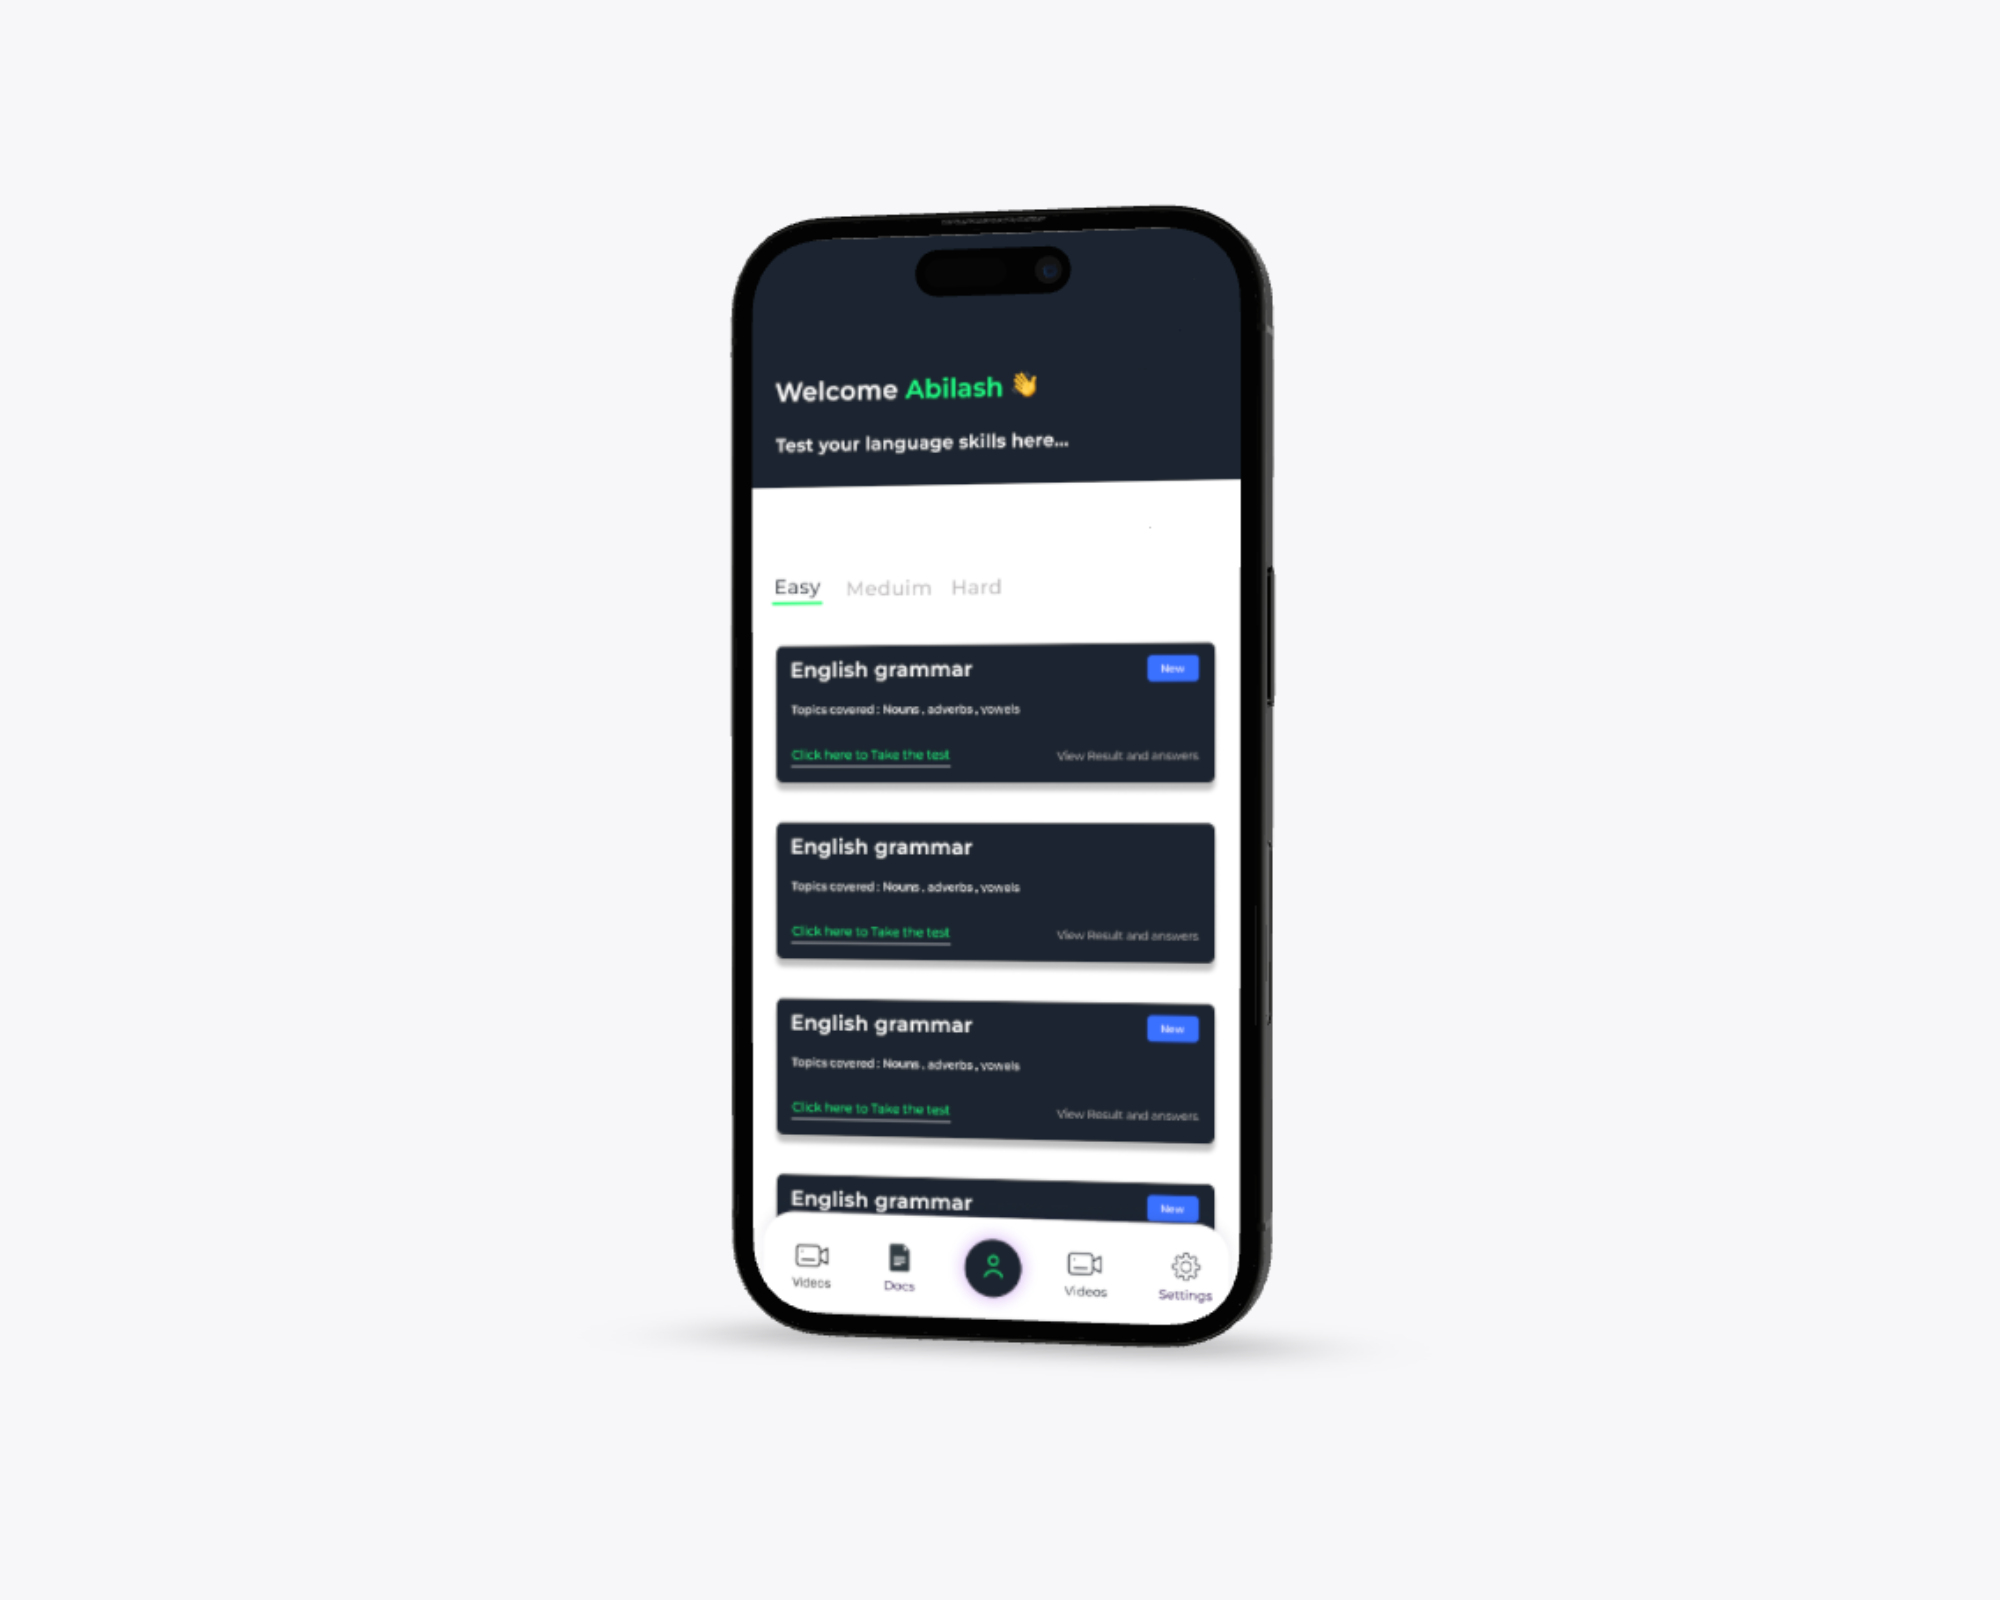 Welcome Abilash 👋
Test your language skills here...
Easy Meduim Hard
English grammar New
Topics covered : Nouns , adverbs , vowels
Click here to Take the test View Result and answers
English grammar
Topics covered : Nouns , adverbs , vowels
Click here to Take the test View Result and answers
English grammar New
Topics covered : Nouns , adverbs , vowels
Click here to Take the test View Result and answers
English grammar New
Videos Docs Videos Settings